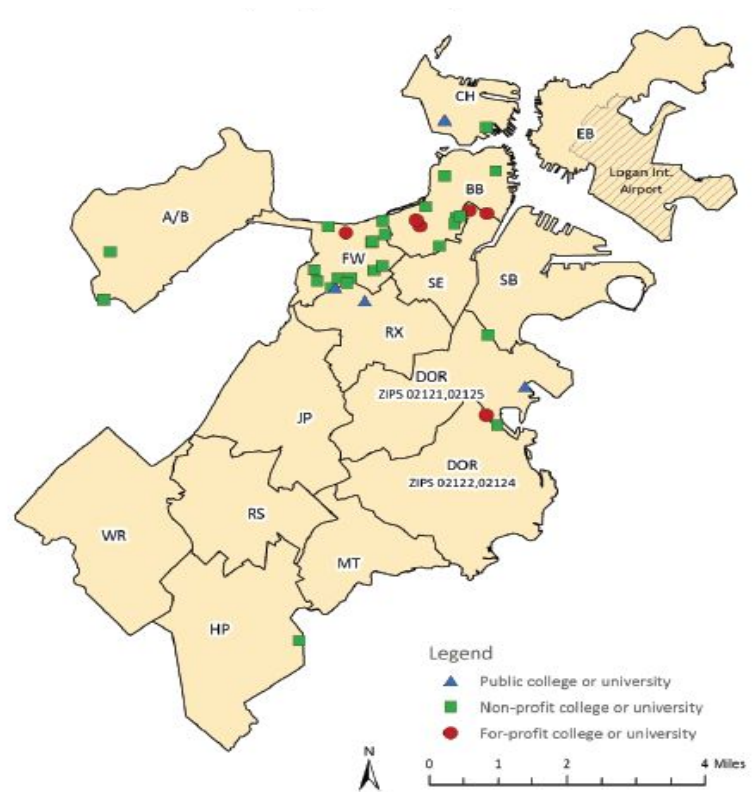 CH
EB
Logan Int.
Airport
BB
A/B
FW
SE
SB
RX
DOR
ZIPS 02121,02125
JP
DOR
ZIPS 02122,02124
RS
WR
MT
HP
Legend
Public college or university
Non-profit college or university
For-profit college or university
N
0 1 2 4 Miles